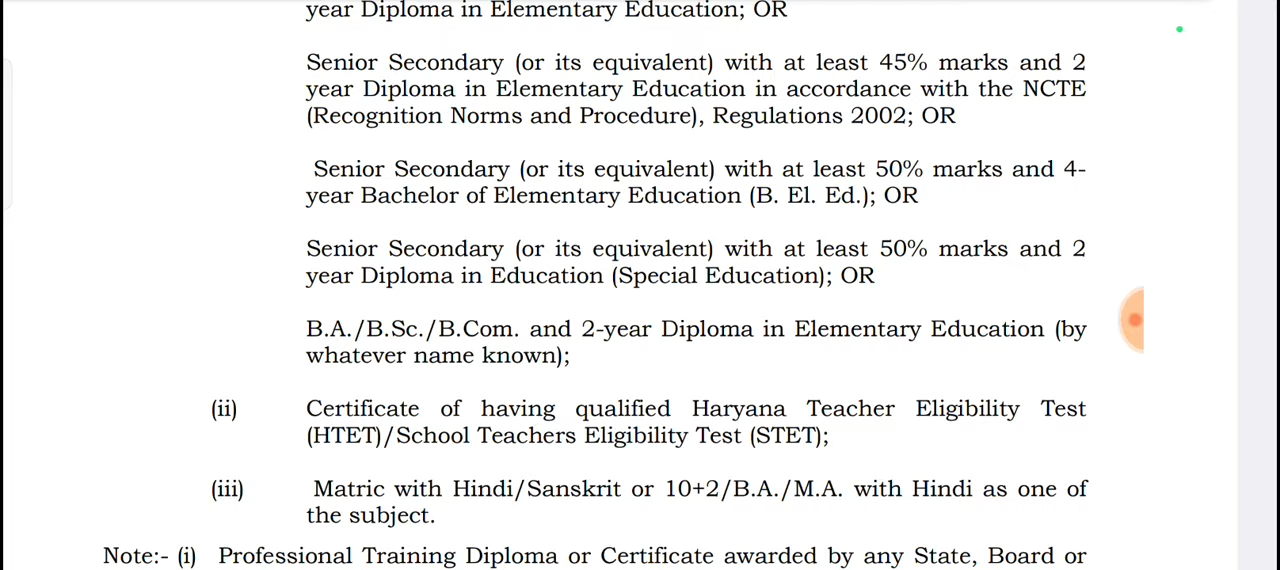 year Diploma in Elementary Education; OR
Senior Secondary (or its equivalent) with at least 45% marks and 2
year Diploma in Elementary Education in accordance with the NCTE
(Recognition Norms and Procedure), Regulations 2002; OR
Senior Secondary (or its equivalent) with at least 50% marks and 4-
year Bachelor of Elementary Education (B. El. Ed.); OR
Senior Secondary (or its equivalent) with at least 50% marks and 2
year Diploma in Education (Special Education); OR
B.A./B.Sc./B.Com. and 2-year Diploma in Elementary Education (by
whatever name known);
(ii) Certificate of having qualified Haryana Teacher Eligibility Test
(HTET)/School Teachers Eligibility Test (STET);
(iii) Matric with Hindi/Sanskrit or 10+2/B.A./M.A. with Hindi as one of
the subject.
Note:- (i) Professional Training Diploma or Certificate awarded by any State, Board or